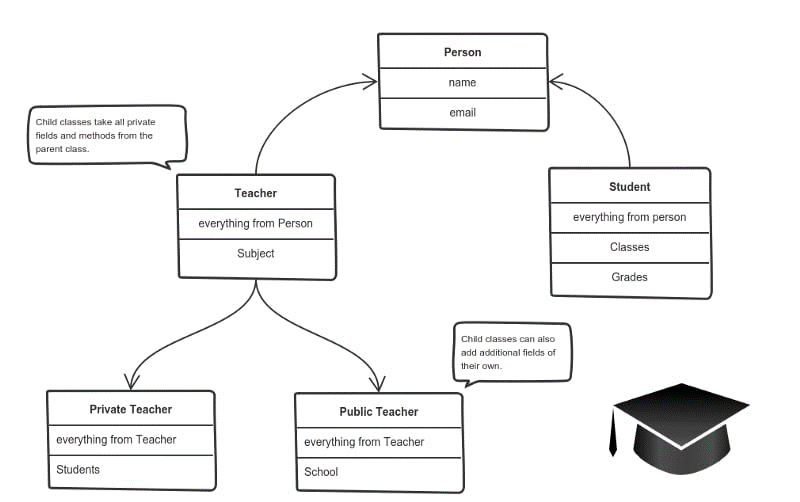 Person
name
email
Child classes take all private
fields and methods from the
parent class.
Teacher
everything from Person
Subject
Student
everything from person
Classes
Grades
Child classes can also
add additional fields of
their own.
Private Teacher
everything from Teacher
Students
Public Teacher
everything from Teacher
School